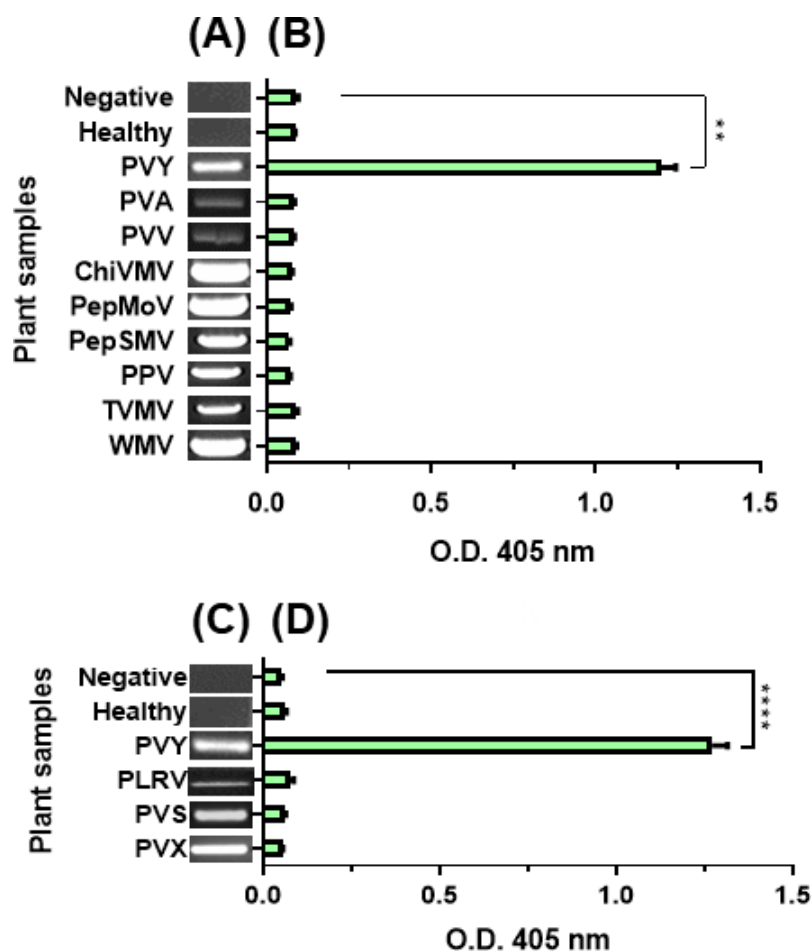 (A) (B)
Negative
Healthy
PVY
PVA
PVV
ChiVMV
PepMoV
PepSMV
PPV
TVMV
WMV
Plant samples
**
0.0 0.5 1.0 1.5
O.D. 405 nm
(C) (D)
Negative
Healthy
PVY
PLRV
PVS
PVX
Plant samples
****
0.0 0.5 1.0 1.5
O.D. 405 nm